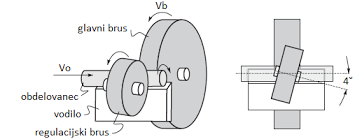 Vb
glavni brus
Vo
obdelovanec
vodilo
regulacijski brus
4°